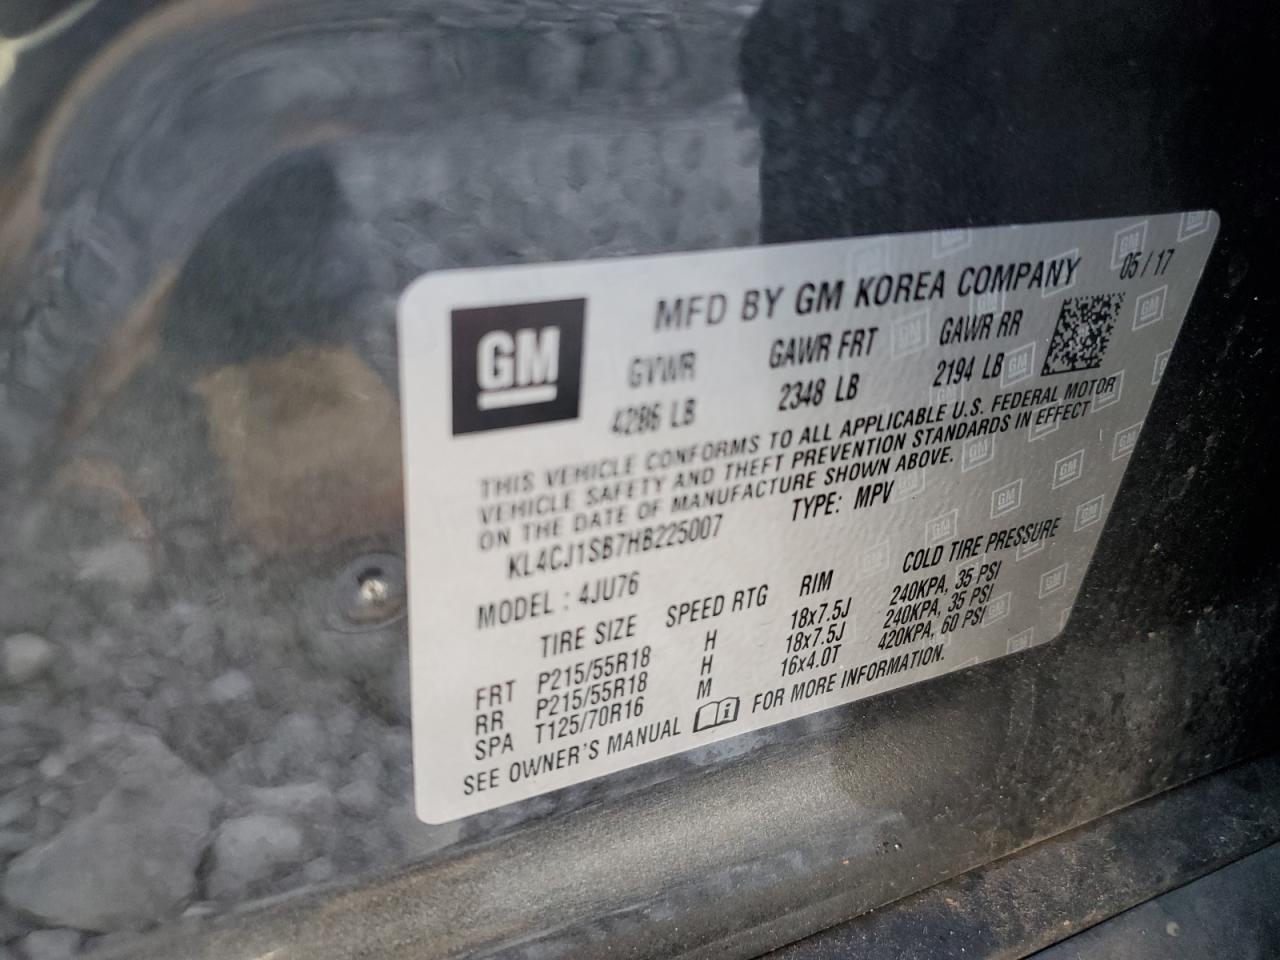 GM
MFD BY GM KOREA COMPANY 05 / 17
GVWR GAWR FRT GAWR RR
4286 LB 2348 LB 2194 LB
THIS VEHICLE CONFORMS TO ALL APPLICABLE U.S. FEDERAL MOTOR
VEHICLE SAFETY AND THEFT PREVENTION STANDARDS IN EFFECT
ON THE DATE OF MANUFACTURE SHOWN ABOVE.
KL4CJ1SB7HB225007 TYPE: MPV
MODEL : 4JU76
TIRE SIZE SPEED RTG RIM COLD TIRE PRESSURE
FRT P215/55R18 H 18x7.5J 240KPA, 35 PSI
RR P215/55R18 H 18x7.5J 240KPA, 35 PSI
SPA T125/70R16 M 16x4.0T 420KPA, 60 PSI
SEE OWNER'S MANUAL FOR MORE INFORMATION.